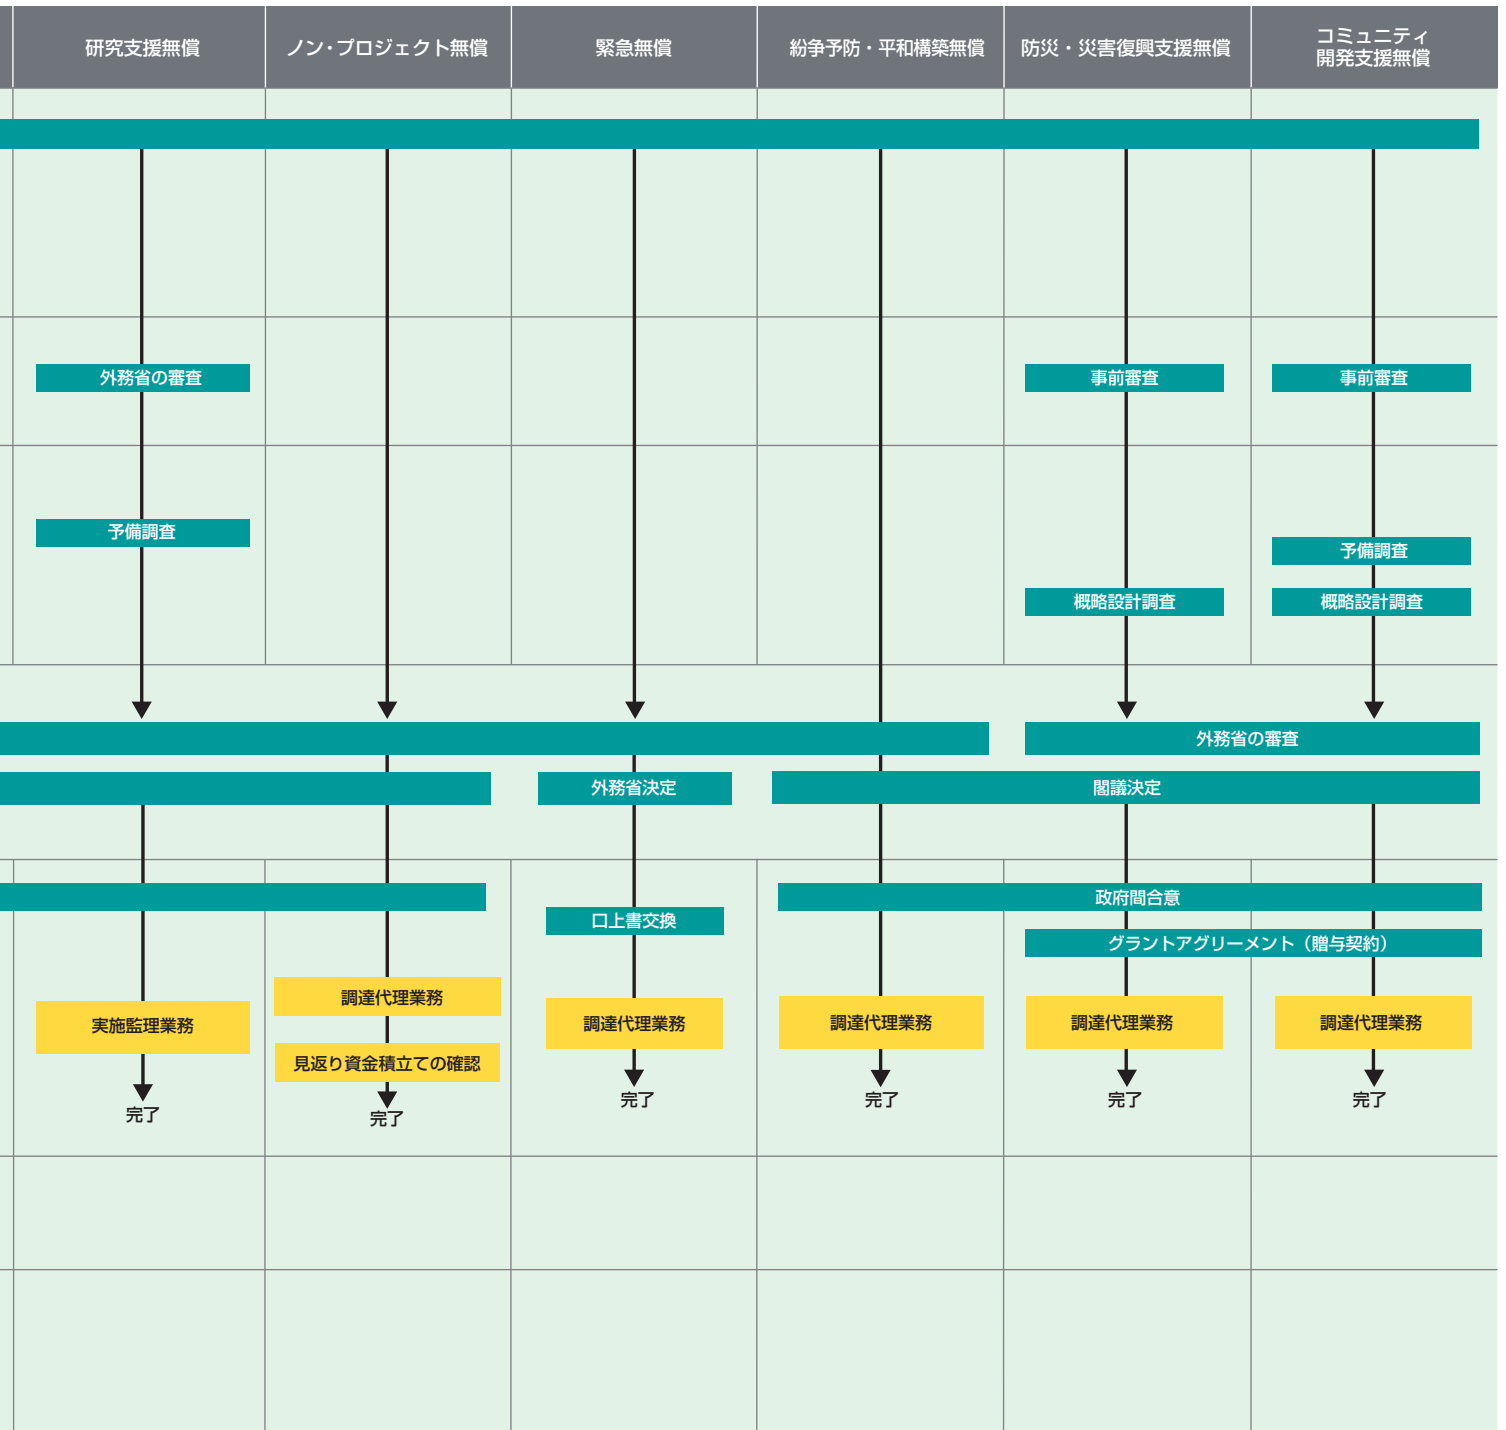 研究支援無償
ノン・プロジェクト無償
緊急無償
紛争予防・平和構築無償
防災・災害復興支援無償
コミュニティ
開発支援無償
外務省の審査
事前審査
事前審査
予備調査
予備調査
概略設計調査
概略設計調査
外務省の審査
外務省決定
閣議決定
政府間合意
口上書交換
グラントアグリーメント（贈与契約）
調達代理業務
実施監理業務
調達代理業務
調達代理業務
調達代理業務
調達代理業務
見返り資金積立ての確認
完了
完了
完了
完了
完了
完了